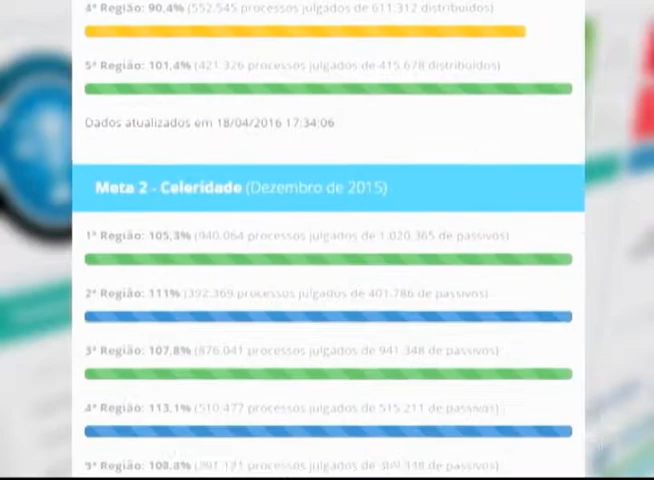 4ª Região: 90,4% (552.545 processos julgados de 611.312 distribuídos)
5ª Região: 101,4% (421.326 processos julgados de 415.678 distribuídos)
Dados atualizados em 18/04/2016 17:34:06
Meta 2 - Celeridade (Dezembro de 2015)
1ª Região: 105,3% (940.064 processos julgados de 1.020.365 de passivos)
2ª Região: 111% (392.369 processos julgados de 401.786 de passivos)
3ª Região: 107,8% (876.041 processos julgados de 941.348 de passivos)
4ª Região: 113,1% (510.477 processos julgados de 515.211 de passivos)
5ª Região: 108,8% processos julgados de de passivos)